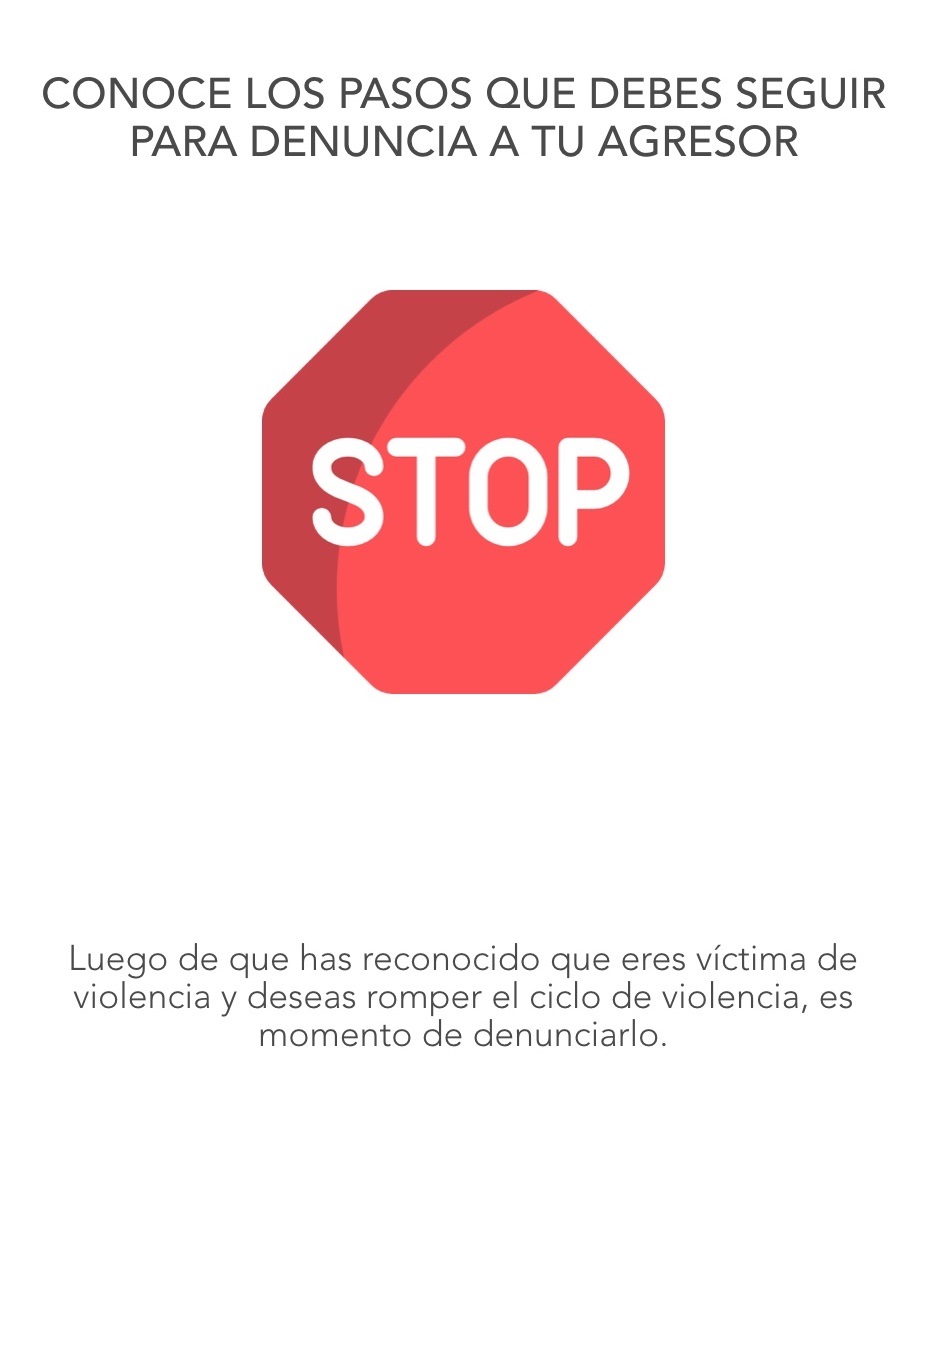 CONOCE LOS PASOS QUE DEBES SEGUIR
PARA DENUNCIA A TU AGRESOR
STOP
Luego de que has reconocido que eres víctima de
violencia y deseas romper el ciclo de violencia, es
momento de denunciarlo.